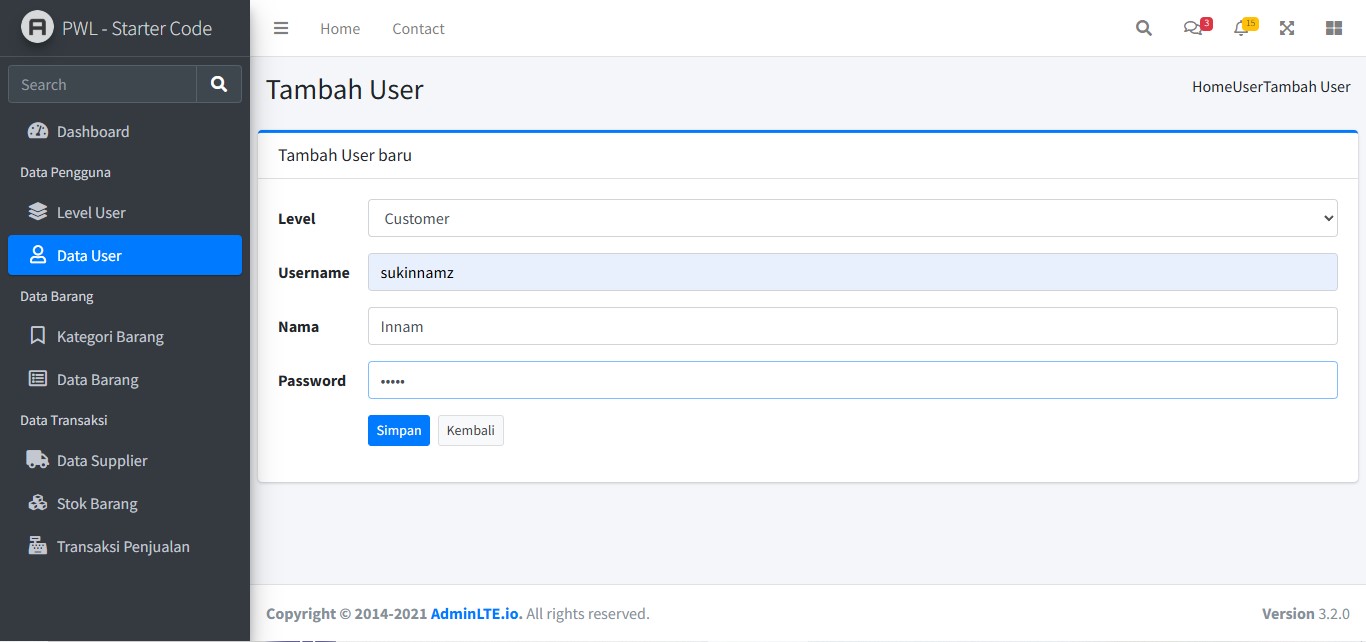 PWL - Starter Code
Home Contact
3
15
Search
Dashboard
Data Pengguna
Level User
Data User
Data Barang
Kategori Barang
Data Barang
Data Transaksi
Data Supplier
Stok Barang
Transaksi Penjualan
Tambah User
HomeUserTambah User
Tambah User baru
Level Customer
Username sukinnamz
Nama Innam
Password •••••
Simpan Kembali
Copyright © 2014-2021 AdminLTE.io. All rights reserved.
Version 3.2.0